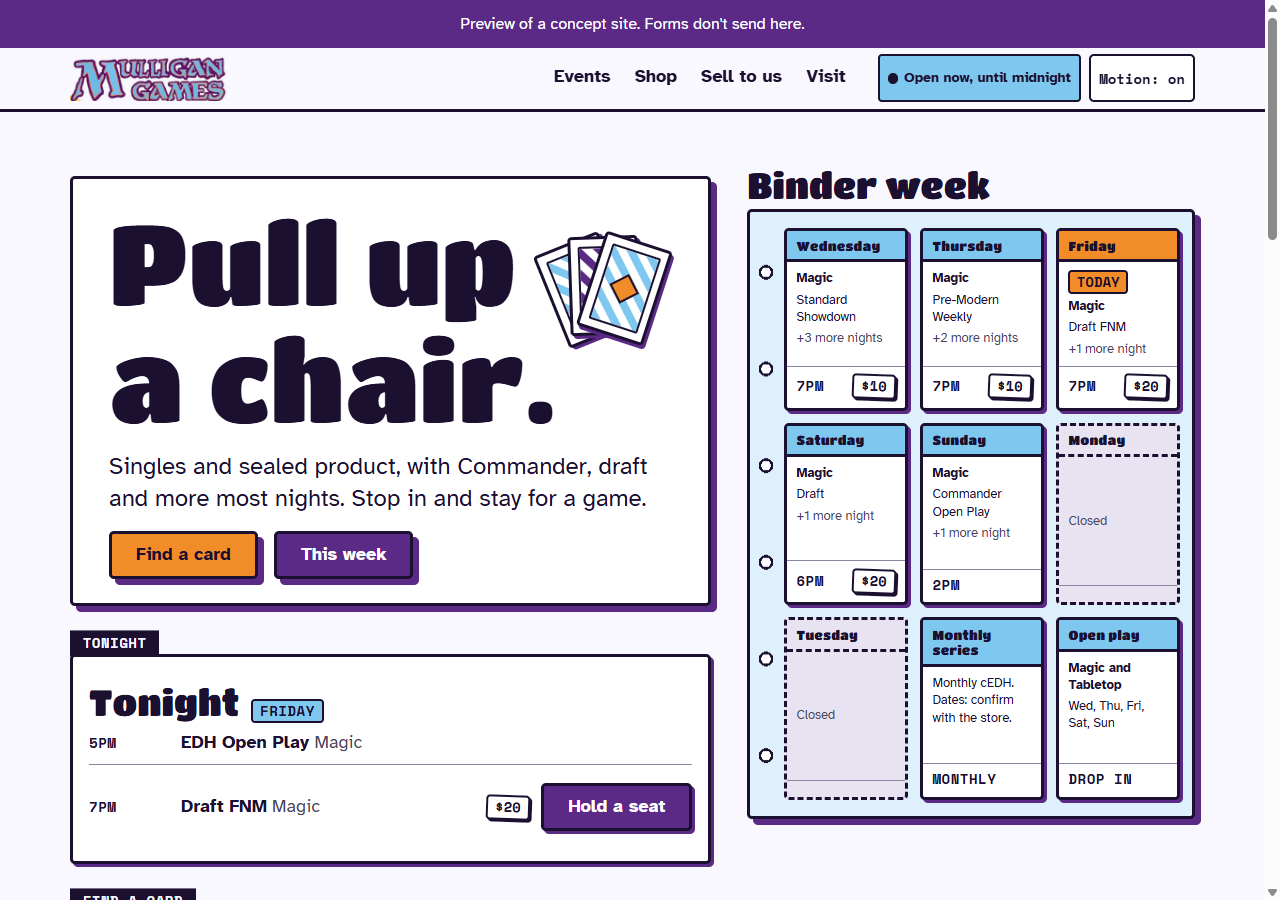 Preview of a concept site. Forms don't send here.
MULLIGAN GAMES
Events Shop Sell to us Visit
Open now, until midnight
Motion: on
Pull up
a chair.
Singles and sealed product, with Commander, draft
and more most nights. Stop in and stay for a game.
Find a card
This week
TONIGHT
Tonight FRIDAY
5PM EDH Open Play Magic
7PM Draft FNM Magic $20 Hold a seat
FIND A CARD
Binder week
Wednesday
Magic
Standard
Showdown
+3 more nights
7PM $10
Thursday
Magic
Pre-Modern
Weekly
+2 more nights
7PM $10
Friday
TODAY
Magic
Draft FNM
+1 more night
7PM $20
Saturday
Magic
Draft
+1 more night
6PM $20
Sunday
Magic
Commander
Open Play
+1 more night
2PM
Monday
Closed
Tuesday
Closed
Monthly
series
Monthly cEDH.
Dates: confirm
with the store.
MONTHLY
Open play
Magic and
Tabletop
Wed, Thu, Fri,
Sat, Sun
DROP IN